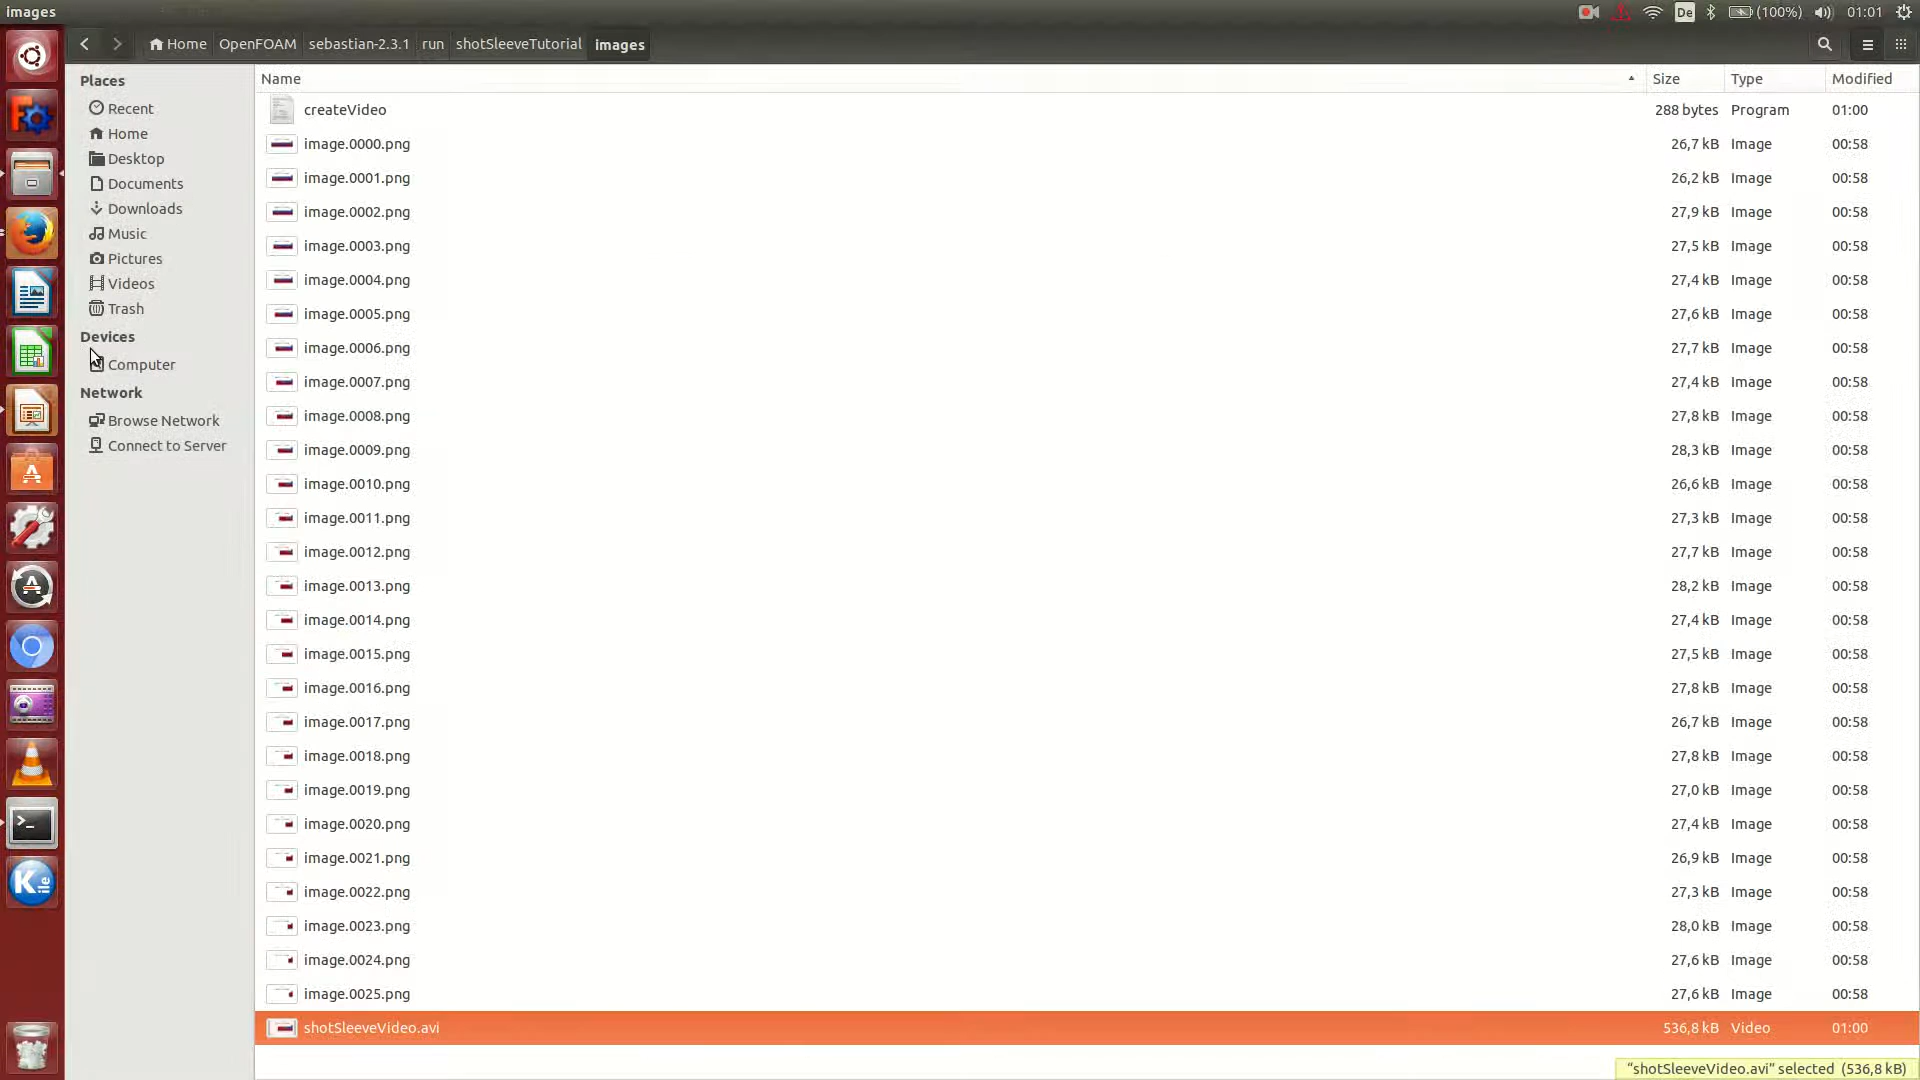 images
De
(100%)
01:01
Home
OpenFOAM
sebastian-2.3.1
run
shotSleeveTutorial
images
Places
Recent
Home
Desktop
Documents
Downloads
Music
Pictures
Videos
Trash
Devices
Computer
Network
Browse Network
Connect to Server
Name Size Type Modified
createVideo 288 bytes Program 01:00
image.0000.png 26,7 kB Image 00:58
image.0001.png 26,2 kB Image 00:58
image.0002.png 27,9 kB Image 00:58
image.0003.png 27,5 kB Image 00:58
image.0004.png 27,4 kB Image 00:58
image.0005.png 27,6 kB Image 00:58
image.0006.png 27,7 kB Image 00:58
image.0007.png 27,4 kB Image 00:58
image.0008.png 27,8 kB Image 00:58
image.0009.png 28,3 kB Image 00:58
image.0010.png 26,6 kB Image 00:58
image.0011.png 27,3 kB Image 00:58
image.0012.png 27,7 kB Image 00:58
image.0013.png 28,2 kB Image 00:58
image.0014.png 27,4 kB Image 00:58
image.0015.png 27,5 kB Image 00:58
image.0016.png 27,8 kB Image 00:58
image.0017.png 26,7 kB Image 00:58
image.0018.png 27,8 kB Image 00:58
image.0019.png 27,0 kB Image 00:58
image.0020.png 27,4 kB Image 00:58
image.0021.png 26,9 kB Image 00:58
image.0022.png 27,3 kB Image 00:58
image.0023.png 28,0 kB Image 00:58
image.0024.png 27,6 kB Image 00:58
image.0025.png 27,6 kB Image 00:58
shotSleeveVideo.avi 536,8 kB Video 01:00
"shotSleeveVideo.avi" selected (536,8 kB)